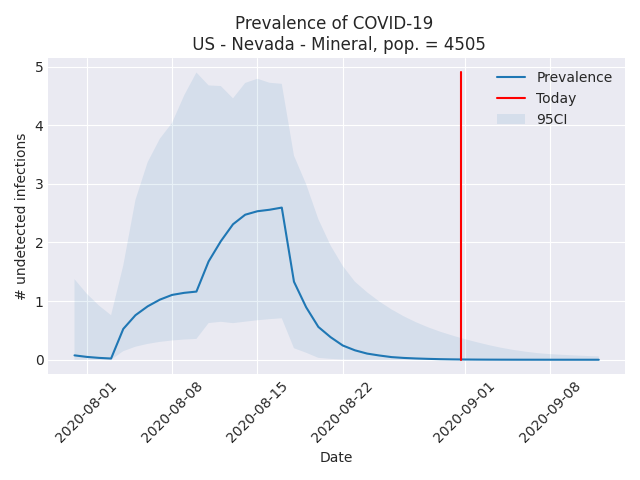 Prevalence of COVID-19
US - Nevada - Mineral, pop. = 4505
# undetected infections
5
4
3
2
1
0
Prevalence
Today
95CI
2020-08-01
2020-08-08
2020-08-15
2020-08-22
2020-09-01
2020-09-08
Date